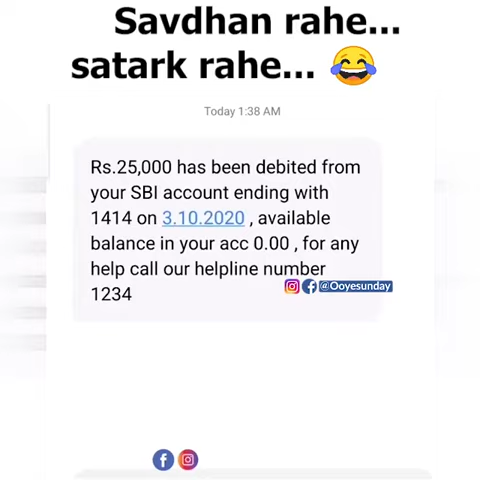 Savdhan rahe...
satark rahe... 😂
Today 1:38 AM
Rs.25,000 has been debited from
your SBI account ending with
1414 on 3.10.2020 , available
balance in your acc 0.00 , for any
help call our helpline number
1234
@Ooyesunday